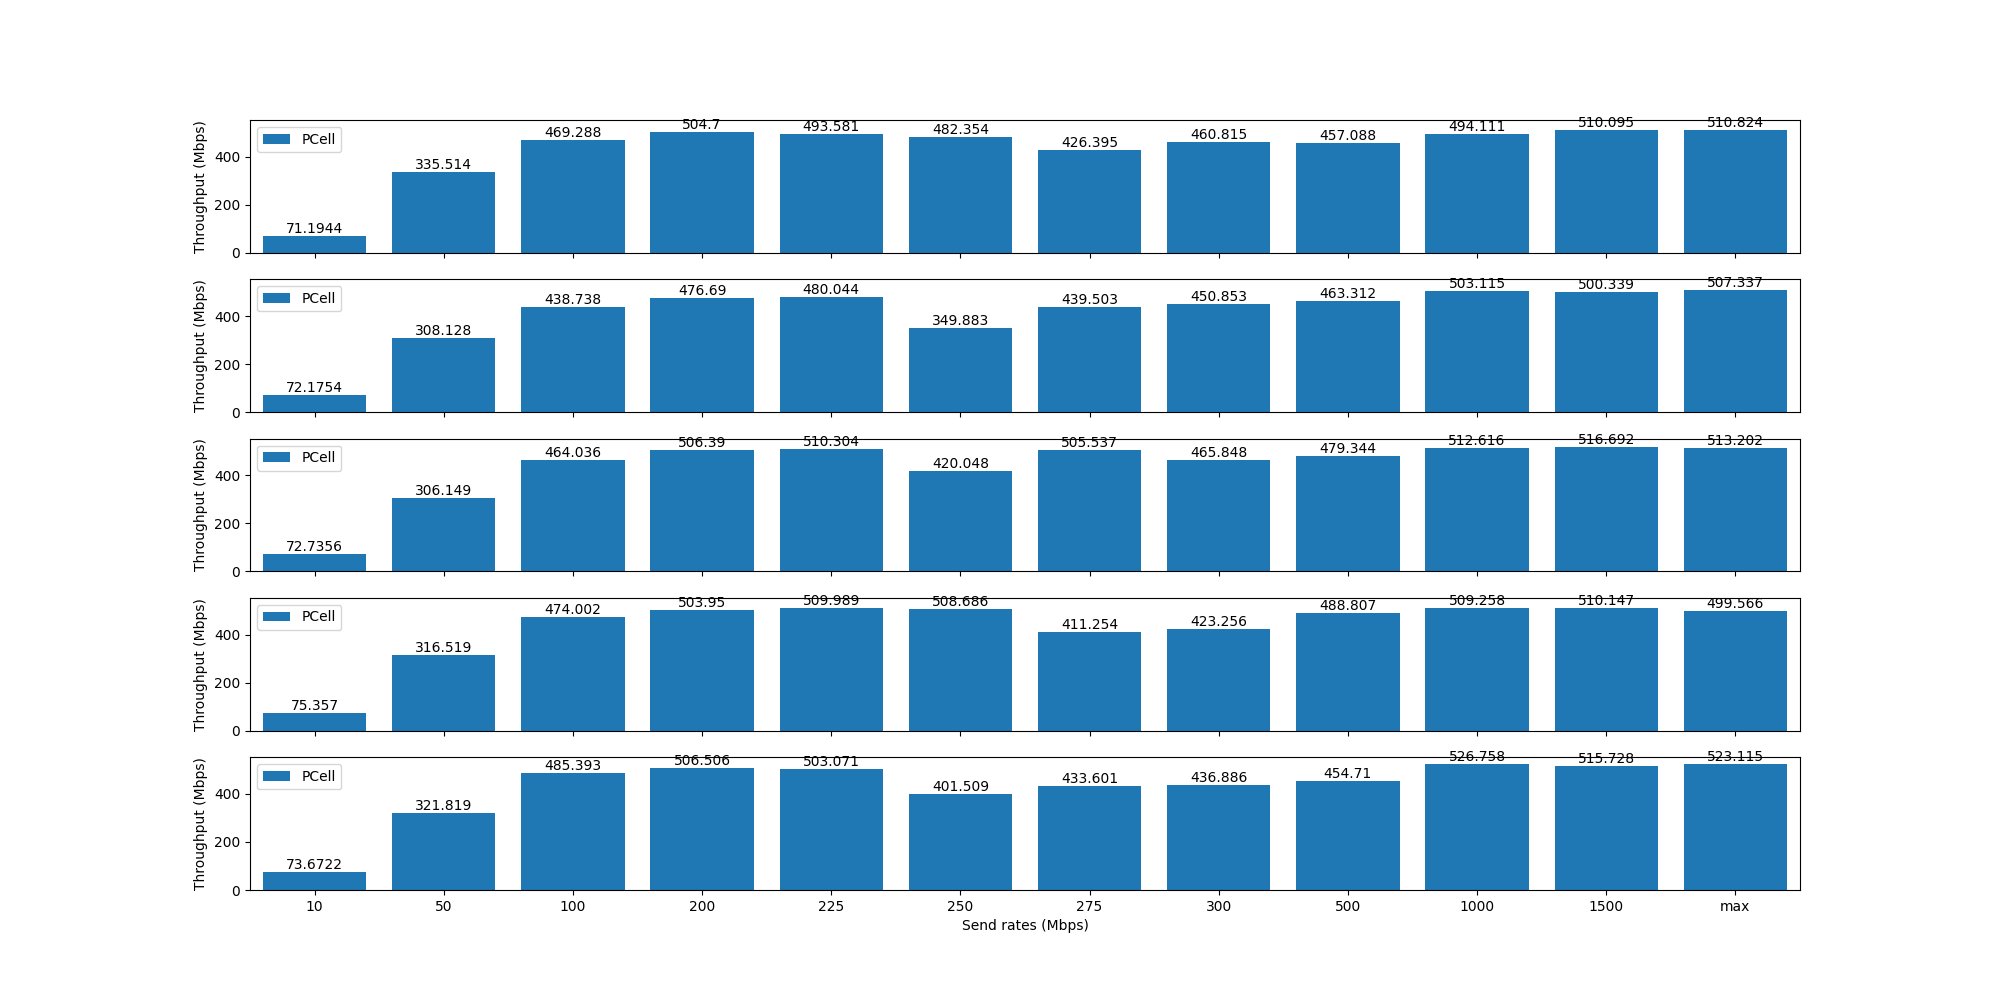 Throughput (Mbps)
PCell
71.1944 335.514 469.288 504.7 493.581 482.354 426.395 460.815 457.088 494.111 510.095 510.824
400
200
0
Throughput (Mbps)
PCell
72.1754 308.128 438.738 476.69 480.044 349.883 439.503 450.853 463.312 503.115 500.339 507.337
400
200
0
Throughput (Mbps)
PCell
72.7356 306.149 464.036 506.39 510.304 420.048 505.537 465.848 479.344 512.616 516.692 513.202
400
200
0
Throughput (Mbps)
PCell
75.357 316.519 474.002 503.95 509.989 508.686 411.254 423.256 488.807 509.258 510.147 499.566
400
200
0
Throughput (Mbps)
PCell
73.6722 321.819 485.393 506.506 503.071 401.509 433.601 436.886 454.71 526.758 515.728 523.115
400
200
0
10 50 100 200 225 250 275 300 500 1000 1500 max
Send rates (Mbps)